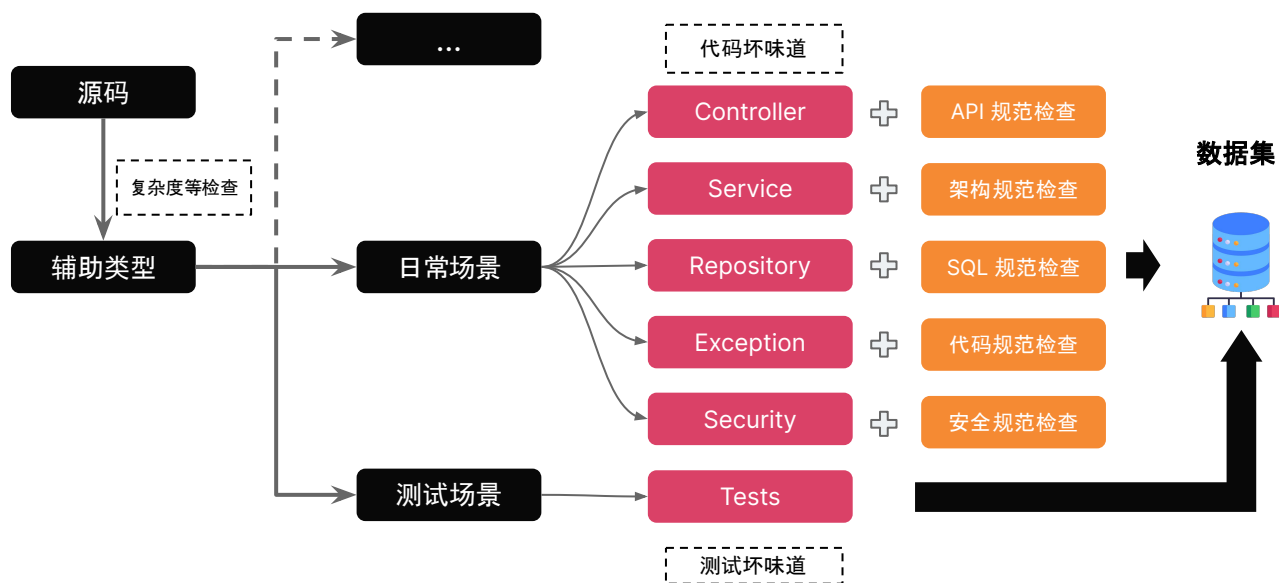 ...
代码坏味道
源码
Controller
API 规范检查
数据集
复杂度等检查
Service
架构规范检查
辅助类型
日常场景
Repository
SQL 规范检查
Exception
代码规范检查
Security
安全规范检查
测试场景
Tests
测试坏味道